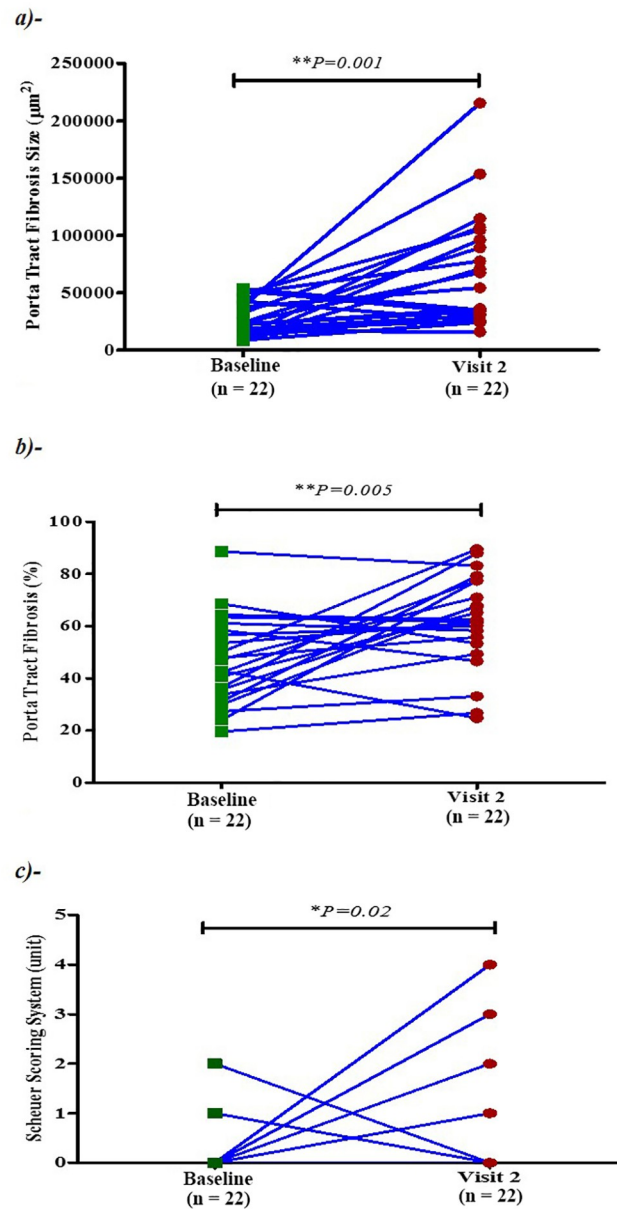 a)-
**P=0.001
Porta Tract Fibrosis Size (µm²)
250000
200000
150000
100000
50000
0
Baseline
(n = 22)
Visit 2
(n = 22)
b)-
**P=0.005
Porta Tract Fibrosis (%)
100
80
60
40
20
0
Baseline
(n = 22)
Visit 2
(n = 22)
c)-
*P=0.02
Scheuer Scoring System (unit)
5
4
3
2
1
0
Baseline
(n = 22)
Visit 2
(n = 22)